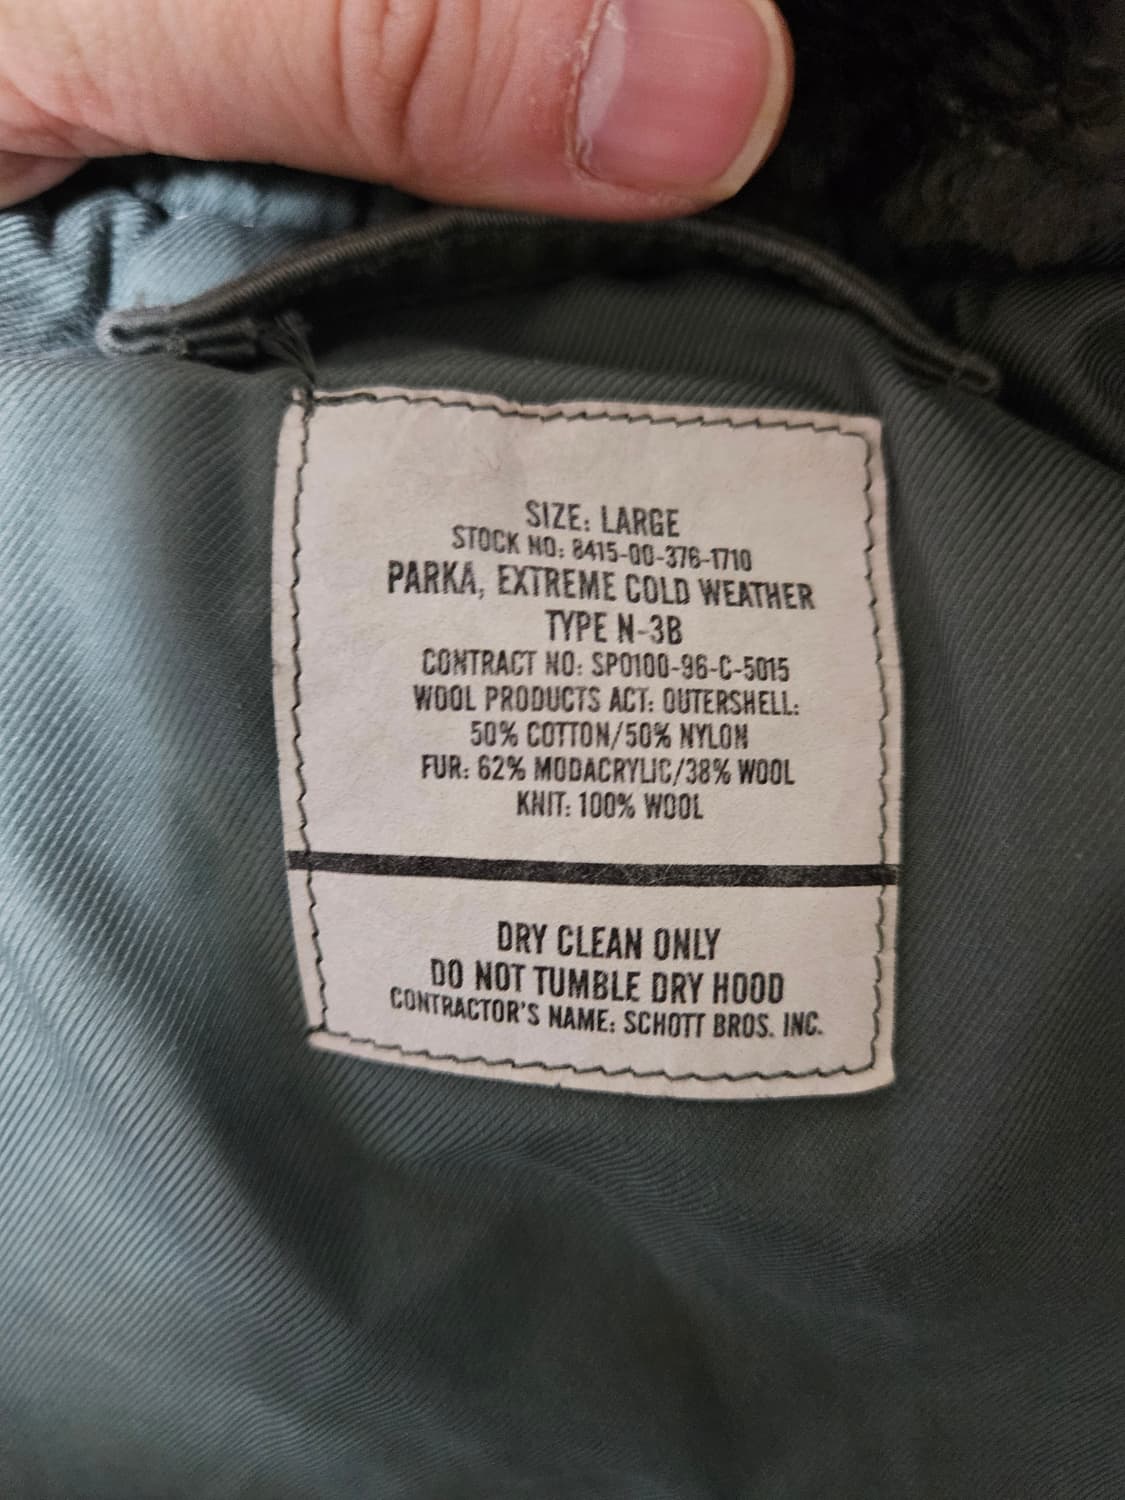 SIZE: LARGE
STOCK NO: 8415-00-376-1710
PARKA, EXTREME COLD WEATHER
TYPE N-3B
CONTRACT NO: SPO100-96-C-5015
WOOL PRODUCTS ACT: OUTERSHELL:
50% COTTON/50% NYLON
FUR: 62% MODACRYLIC/38% WOOL
KNIT: 100% WOOL
DRY CLEAN ONLY
DO NOT TUMBLE DRY HOOD
CONTRACTOR'S NAME: SCHOTT BROS. INC.